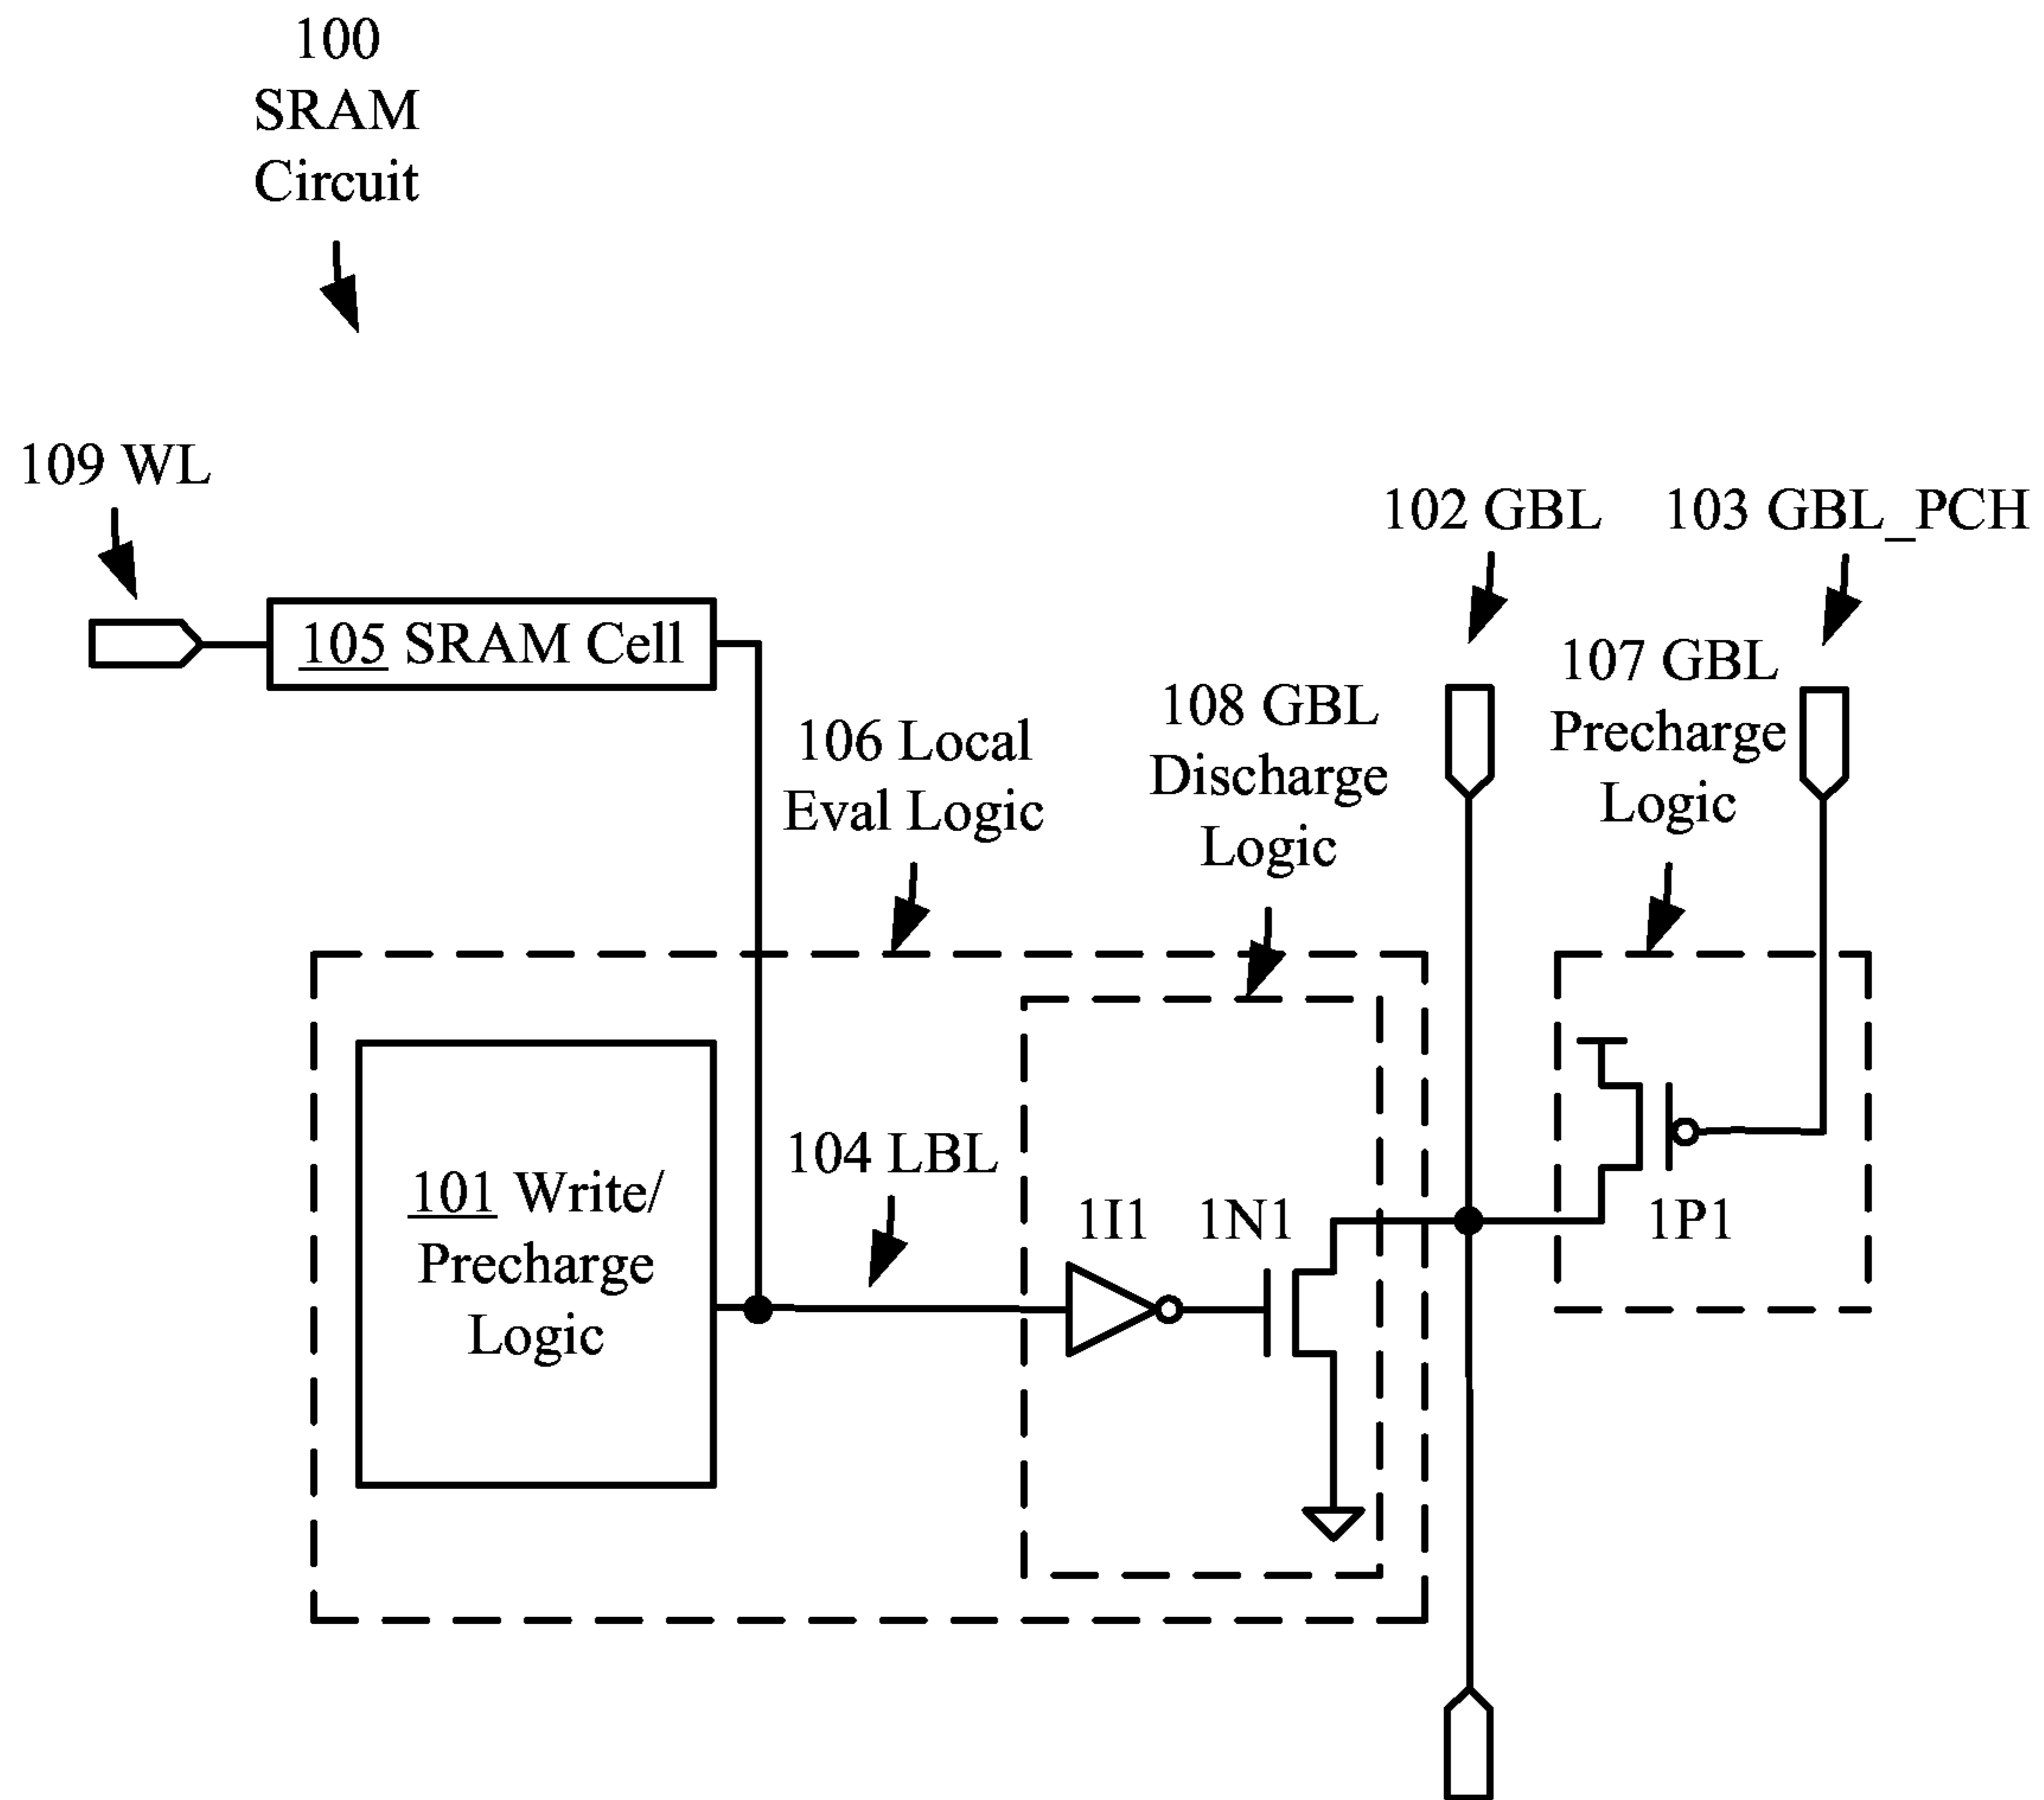 100
SRAM
Circuit
109 WL
102 GBL
103 GBL_PCH
105 SRAM Cell
107 GBL
Precharge
Logic
108 GBL
Discharge
Logic
106 Local
Eval Logic
104 LBL
101 Write/
Precharge
Logic
1I1
1N1
1P1